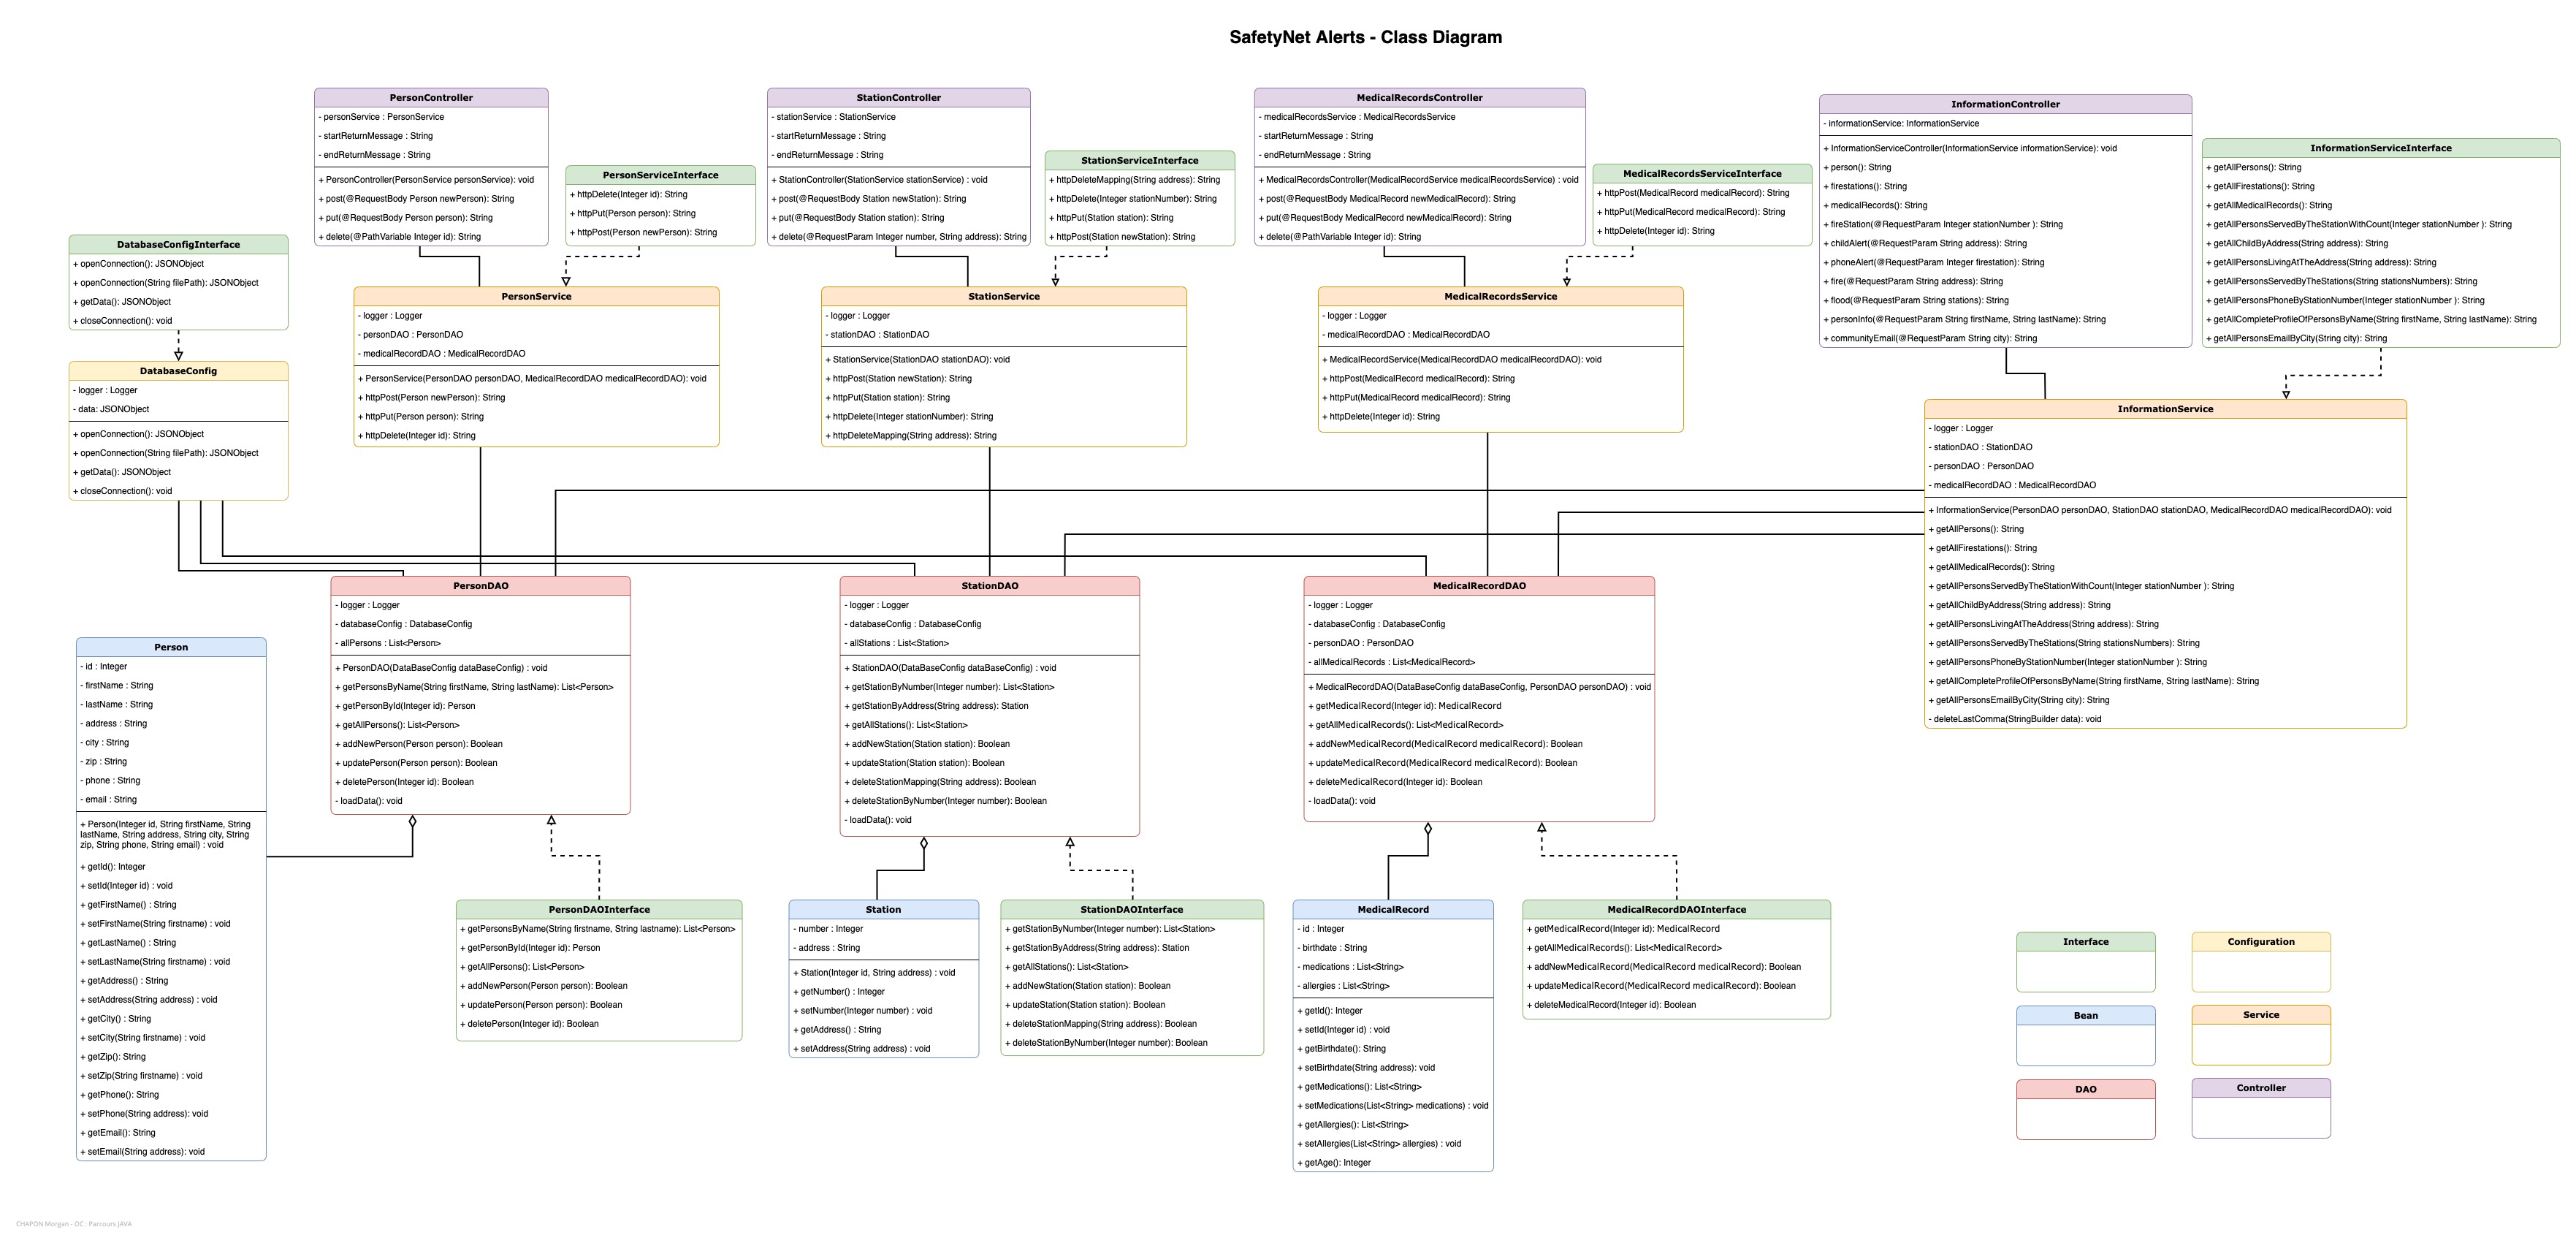 SafetyNet Alerts - Class Diagram
PersonController
- personService : PersonService
- startReturnMessage : String
- endReturnMessage : String
+ PersonController(PersonService personService): void
+ post(@RequestBody Person newPerson): String
+ put(@RequestBody Person person): String
+ delete(@PathVariable Integer id): String
PersonServiceInterface
+ httpDelete(Integer id): String
+ httpPut(Person person): String
+ httpPost(Person newPerson): String
StationController
- stationService : StationService
- startReturnMessage : String
- endReturnMessage : String
+ StationController(StationService stationService) : void
+ post(@RequestBody Station newStation): String
+ put(@RequestBody Station station): String
+ delete(@RequestParam Integer number, String address): String
StationServiceInterface
+ httpDeleteMapping(String address): String
+ httpDelete(Integer stationNumber): String
+ httpPut(Station station): String
+ httpPost(Station newStation): String
MedicalRecordsController
- medicalRecordsService : MedicalRecordsService
- startReturnMessage : String
- endReturnMessage : String
+ MedicalRecordsController(MedicalRecordService medicalRecordsService) : void
+ post(@RequestBody MedicalRecord newMedicalRecord): String
+ put(@RequestBody MedicalRecord newMedicalRecord): String
+ delete(@PathVariable Integer id): String
MedicalRecordsServiceInterface
+ httpPost(MedicalRecord medicalRecord): String
+ httpPut(MedicalRecord medicalRecord): String
+ httpDelete(Integer id): String
InformationController
- informationService: InformationService
+ InformationServiceController(InformationService informationService): void
+ person(): String
+ firestations(): String
+ medicalRecords(): String
+ fireStation(@RequestParam Integer stationNumber ): String
+ childAlert(@RequestParam String address): String
+ phoneAlert(@RequestParam Integer firestation): String
+ fire(@RequestParam String address): String
+ flood(@RequestParam String stations): String
+ personInfo(@RequestParam String firstName, String lastName): String
+ communityEmail(@RequestParam String city): String
InformationServiceInterface
+ getAllPersons(): String
+ getAllFirestations(): String
+ getAllMedicalRecords(): String
+ getAllPersonsServedByTheStationWithCount(Integer stationNumber ): String
+ getAllChildByAddress(String address): String
+ getAllPersonsLivingAtTheAddress(String address): String
+ getAllPersonsServedByTheStations(String stationsNumbers): String
+ getAllPersonsPhoneByStationNumber(Integer stationNumber ): String
+ getAllCompleteProfileOfPersonsByName(String firstName, String lastName): String
+ getAllPersonsEmailByCity(String city): String
DatabaseConfigInterface
+ openConnection(): JSONObject
+ openConnection(String filePath): JSONObject
+ getData(): JSONObject
+ closeConnection(): void
DatabaseConfig
- logger : Logger
- data: JSONObject
+ openConnection(): JSONObject
+ openConnection(String filePath): JSONObject
+ getData(): JSONObject
+ closeConnection(): void
PersonService
- logger : Logger
- personDAO : PersonDAO
- medicalRecordDAO : MedicalRecordDAO
+ PersonService(PersonDAO personDAO, MedicalRecordDAO medicalRecordDAO): void
+ httpPost(Person newPerson): String
+ httpPut(Person person): String
+ httpDelete(Integer id): String
StationService
- logger : Logger
- stationDAO : StationDAO
+ StationService(StationDAO stationDAO): void
+ httpPost(Station newStation): String
+ httpPut(Station station): String
+ httpDelete(Integer stationNumber): String
+ httpDeleteMapping(String address): String
MedicalRecordsService
- logger : Logger
- medicalRecordDAO : MedicalRecordDAO
+ MedicalRecordService(MedicalRecordDAO medicalRecordDAO): void
+ httpPost(MedicalRecord medicalRecord): String
+ httpPut(MedicalRecord medicalRecord): String
+ httpDelete(Integer id): String
InformationService
- logger : Logger
- stationDAO : StationDAO
- personDAO : PersonDAO
- medicalRecordDAO : MedicalRecordDAO
+ InformationService(PersonDAO personDAO, StationDAO stationDAO, MedicalRecordDAO medicalRecordDAO): void
+ getAllPersons(): String
+ getAllFirestations(): String
+ getAllMedicalRecords(): String
+ getAllPersonsServedByTheStationWithCount(Integer stationNumber ): String
+ getAllChildByAddress(String address): String
+ getAllPersonsLivingAtTheAddress(String address): String
+ getAllPersonsServedByTheStations(String stationsNumbers): String
+ getAllPersonsPhoneByStationNumber(Integer stationNumber ): String
+ getAllCompleteProfileOfPersonsByName(String firstName, String lastName): String
+ getAllPersonsEmailByCity(String city): String
- deleteLastComma(StringBuilder data): void
PersonDAO
- logger : Logger
- databaseConfig : DatabaseConfig
- allPersons : List<Person>
+ PersonDAO(DataBaseConfig dataBaseConfig) : void
+ getPersonsByName(String firstName, String lastName): List<Person>
+ getPersonById(Integer id): Person
+ getAllPersons(): List<Person>
+ addNewPerson(Person person): Boolean
+ updatePerson(Person person): Boolean
+ deletePerson(Integer id): Boolean
- loadData(): void
StationDAO
- logger : Logger
- databaseConfig : DatabaseConfig
- allStations : List<Station>
+ StationDAO(DataBaseConfig dataBaseConfig) : void
+ getStationByNumber(Integer number): List<Station>
+ getStationByAddress(String address): Station
+ getAllStations(): List<Station>
+ addNewStation(Station station): Boolean
+ updateStation(Station station): Boolean
+ deleteStationMapping(String address): Boolean
+ deleteStationByNumber(Integer number): Boolean
- loadData(): void
MedicalRecordDAO
- logger : Logger
- databaseConfig : DatabaseConfig
- personDAO : PersonDAO
- allMedicalRecords : List<MedicalRecord>
+ MedicalRecordDAO(DataBaseConfig dataBaseConfig, PersonDAO personDAO) : void
+ getMedicalRecord(Integer id): MedicalRecord
+ getAllMedicalRecords(): List<MedicalRecord>
+ addNewMedicalRecord(MedicalRecord medicalRecord): Boolean
+ updateMedicalRecord(MedicalRecord medicalRecord): Boolean
+ deleteMedicalRecord(Integer id): Boolean
- loadData(): void
Person
- id : Integer
- firstName : String
- lastName : String
- address : String
- city : String
- zip : String
- phone : String
- email : String
+ Person(Integer id, String firstName, String
lastName, String address, String city, String
zip, String phone, String email) : void
+ getId(): Integer
+ setId(Integer id) : void
+ getFirstName() : String
+ setFirstName(String firstname) : void
+ getLastName() : String
+ setLastName(String firstname) : void
+ getAddress() : String
+ setAddress(String address) : void
+ getCity() : String
+ setCity(String firstname) : void
+ getZip(): String
+ setZip(String firstname) : void
+ getPhone(): String
+ setPhone(String address): void
+ getEmail(): String
+ setEmail(String address): void
PersonDAOInterface
+ getPersonsByName(String firstname, String lastname): List<Person>
+ getPersonById(Integer id): Person
+ getAllPersons(): List<Person>
+ addNewPerson(Person person): Boolean
+ updatePerson(Person person): Boolean
+ deletePerson(Integer id): Boolean
Station
- number : Integer
- address : String
+ Station(Integer id, String address) : void
+ getNumber() : Integer
+ setNumber(Integer number) : void
+ getAddress() : String
+ setAddress(String address) : void
StationDAOInterface
+ getStationByNumber(Integer number): List<Station>
+ getStationByAddress(String address): Station
+ getAllStations(): List<Station>
+ addNewStation(Station station): Boolean
+ updateStation(Station station): Boolean
+ deleteStationMapping(String address): Boolean
+ deleteStationByNumber(Integer number): Boolean
MedicalRecord
- id : Integer
- birthdate : String
- medications : List<String>
- allergies : List<String>
+ getId(): Integer
+ setId(Integer id) : void
+ getBirthdate(): String
+ setBirthdate(String address): void
+ getMedications(): List<String>
+ setMedications(List<String> medications) : void
+ getAllergies(): List<String>
+ setAllergies(List<String> allergies) : void
+ getAge(): Integer
MedicalRecordDAOInterface
+ getMedicalRecord(Integer id): MedicalRecord
+ getAllMedicalRecords(): List<MedicalRecord>
+ addNewMedicalRecord(MedicalRecord medicalRecord): Boolean
+ updateMedicalRecord(MedicalRecord medicalRecord): Boolean
+ deleteMedicalRecord(Integer id): Boolean
Interface
Configuration
Bean
Service
DAO
Controller
CHAPON Morgan - OC : Parcours JAVA